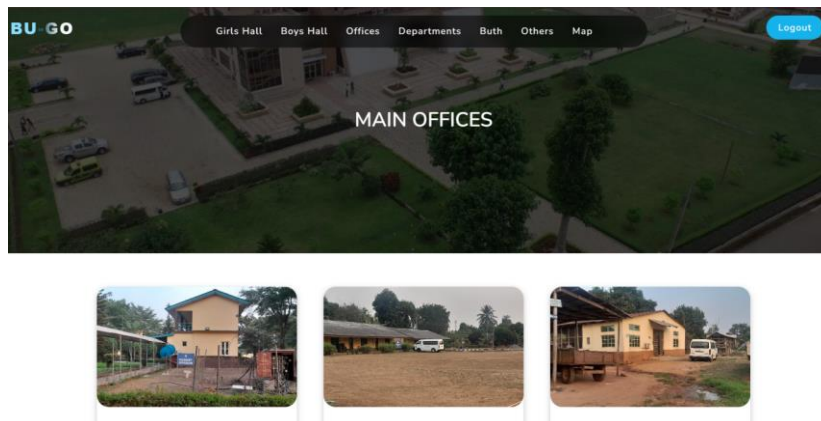 BU-GO
Girls Hall Boys Hall Offices Departments Buth Others Map
Logout
MAIN OFFICES